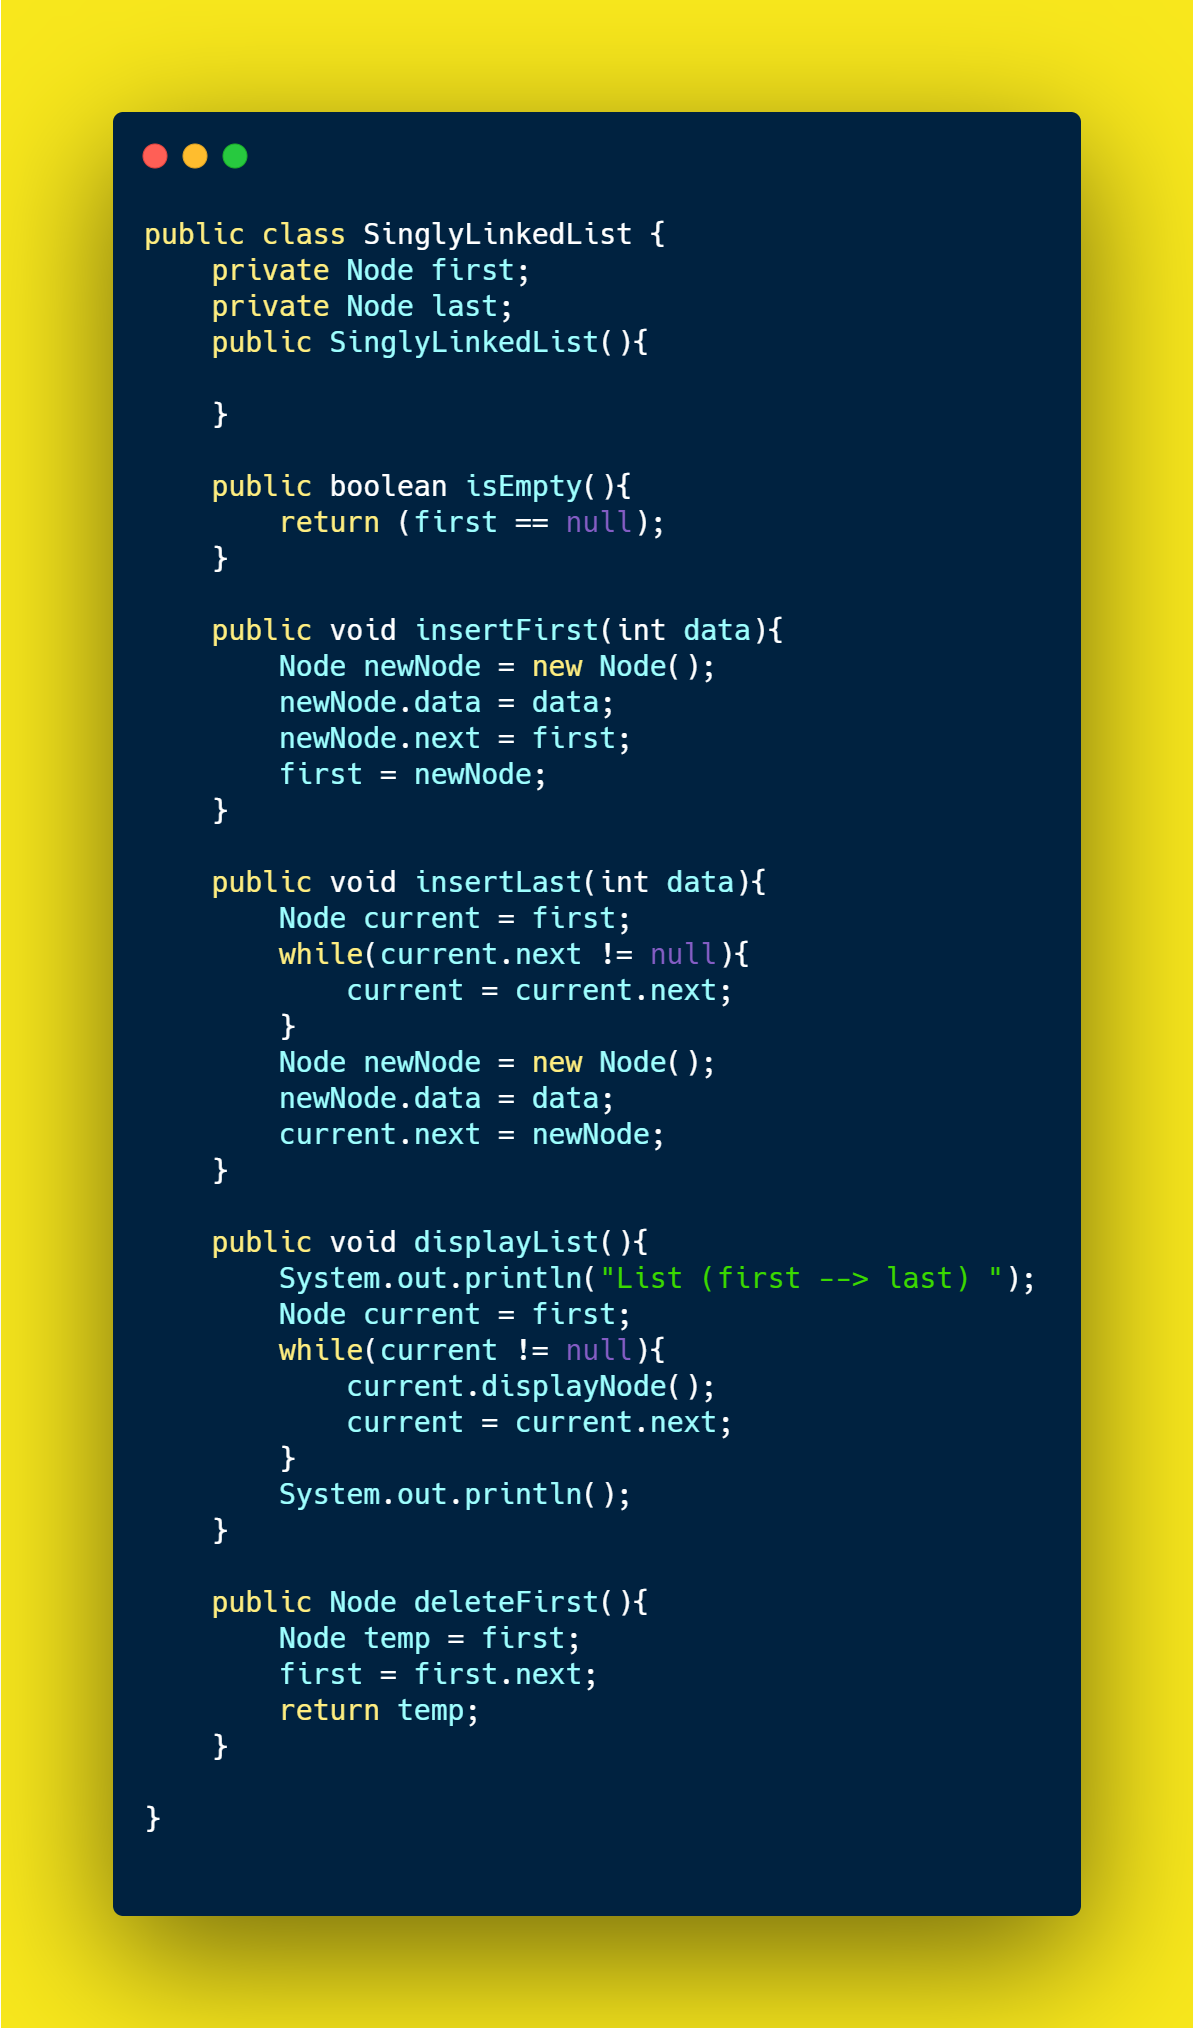 public class SinglyLinkedList {
    private Node first;
    private Node last;
    public SinglyLinkedList(){

    }

    public boolean isEmpty(){
        return (first == null);
    }

    public void insertFirst(int data){
        Node newNode = new Node();
        newNode.data = data;
        newNode.next = first;
        first = newNode;
    }

    public void insertLast(int data){
        Node current = first;
        while(current.next != null){
            current = current.next;
        }
        Node newNode = new Node();
        newNode.data = data;
        current.next = newNode;
    }

    public void displayList(){
        System.out.println("List (first --> last) ");
        Node current = first;
        while(current != null){
            current.displayNode();
            current = current.next;
        }
        System.out.println();
    }

    public Node deleteFirst(){
        Node temp = first;
        first = first.next;
        return temp;
    }

}